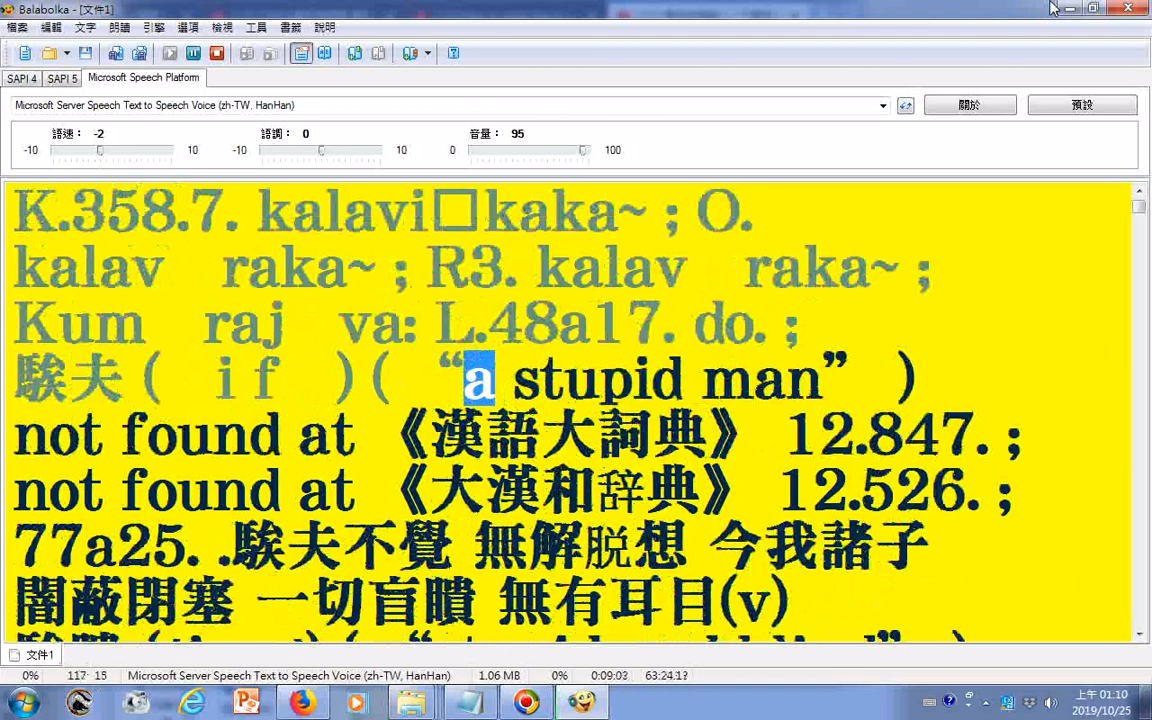 Balabolka - [文件1]
檔案 編輯 文字 朗讀 引擎 選項 檢視 工具 書籤 說明
SAPI 4 SAPI 5 Microsoft Speech Platform
Microsoft Server Speech Text to Speech Voice (zh-TW, HanHan) 關於 預設
語速： -2 語調： 0 音量： 95
-10 10 -10 10 0 100
K.358.7. kalavi□kaka~ ; O.
kalav raka~ ; R3. kalav raka~ ;
Kum raj va: L.48a17. do. ;
騃夫 ( i f ) ( “a stupid man” )
not found at 《漢語大詞典》 12.847. ;
not found at 《大漢和辞典》 12.526. ;
77a25. .騃夫不覺 無解脱想 今我諸子
闇蔽閉塞 一切盲瞶 無有耳目(v)
文件1
0% 117: 15 Microsoft Server Speech Text to Speech Voice (zh-TW, HanHan) 1.06 MB 0% 0:09:03 63:24:13
上午 01:10
2019/10/25